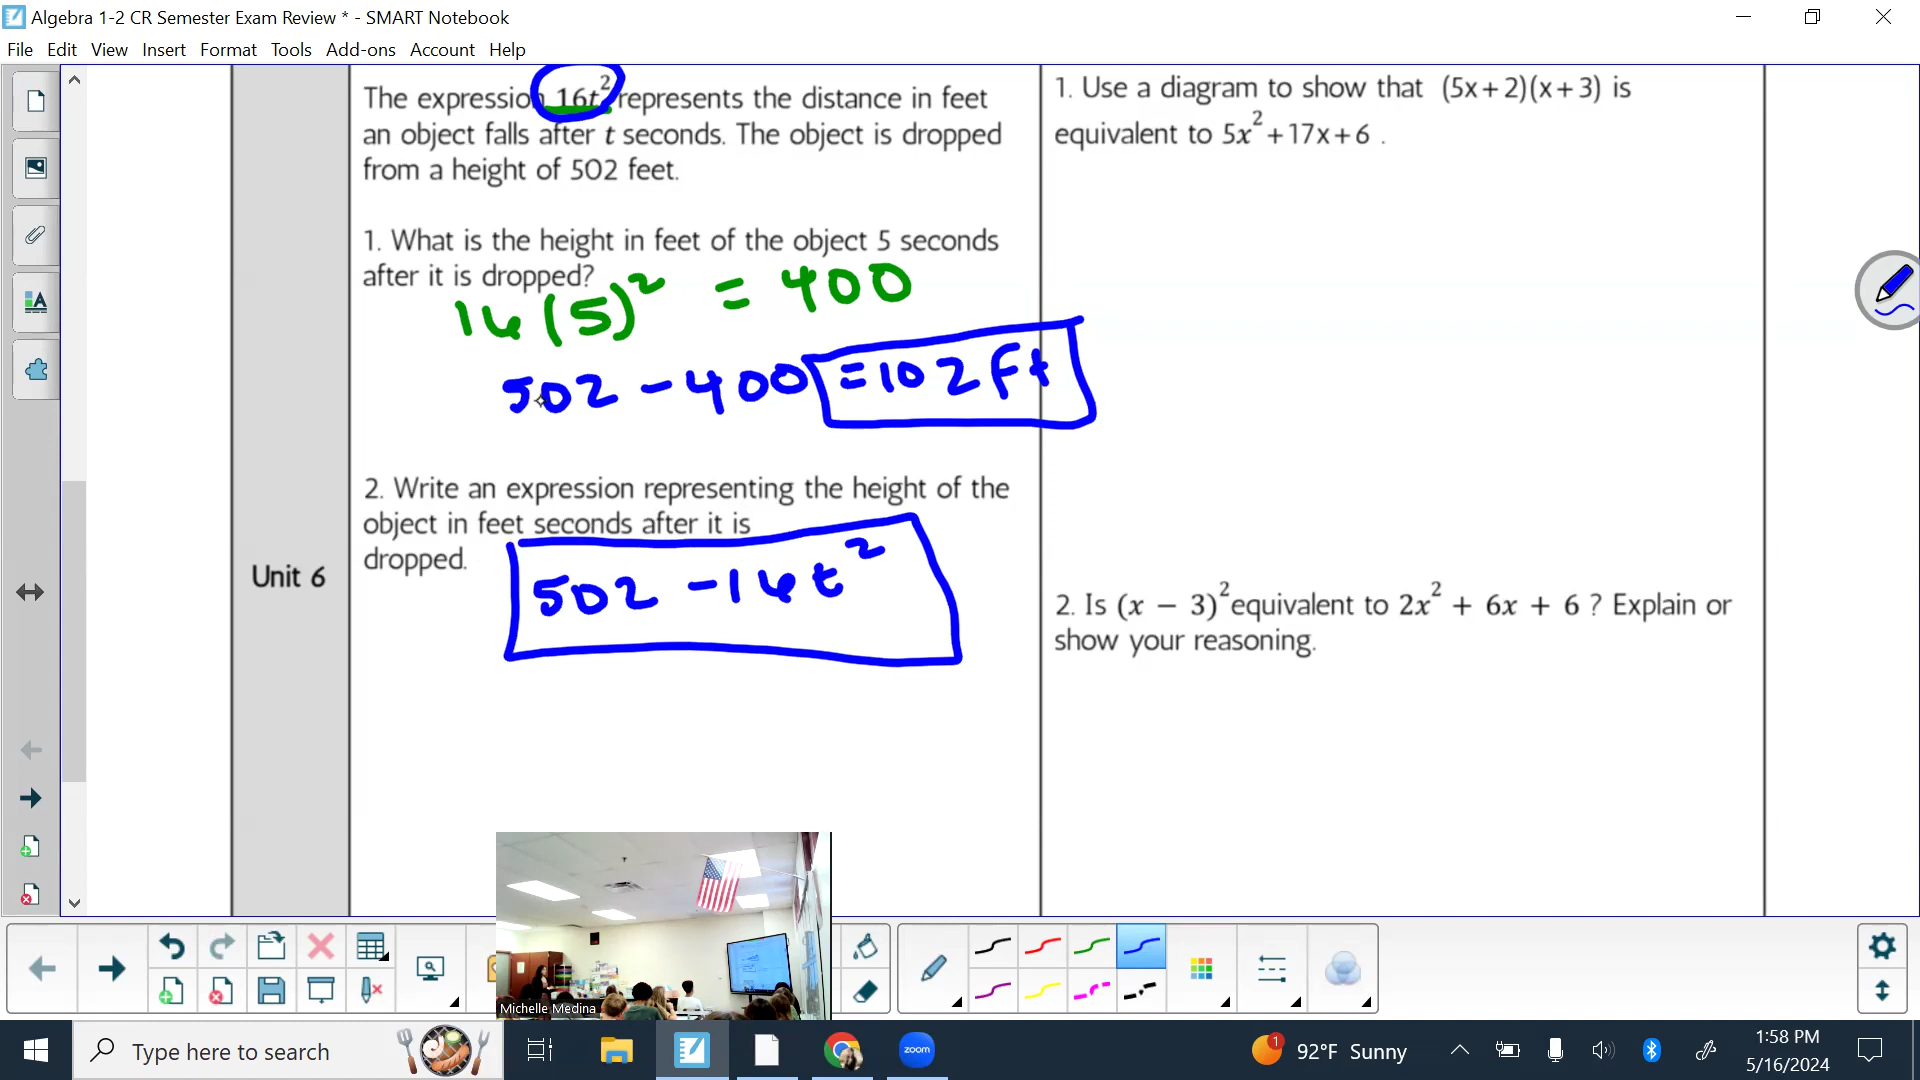 Algebra 1-2 CR Semester Exam Review * - SMART Notebook
File Edit View Insert Format Tools Add-ons Account Help
The expression 16t² represents the distance in feet
an object falls after t seconds. The object is dropped
from a height of 502 feet.
1. What is the height in feet of the object 5 seconds
after it is dropped?
16(5)² = 400
502 - 400 = 102 ft
2. Write an expression representing the height of the
object in feet seconds after it is
dropped.
502 - 16t²
Unit 6
1. Use a diagram to show that (5x+2)(x+3) is
equivalent to 5x²+17x+6 .
2. Is (x − 3)² equivalent to 2x² + 6x + 6 ? Explain or
show your reasoning.
Michelle Medina
Type here to search
zoom
1
92°F Sunny
1:58 PM
5/16/2024